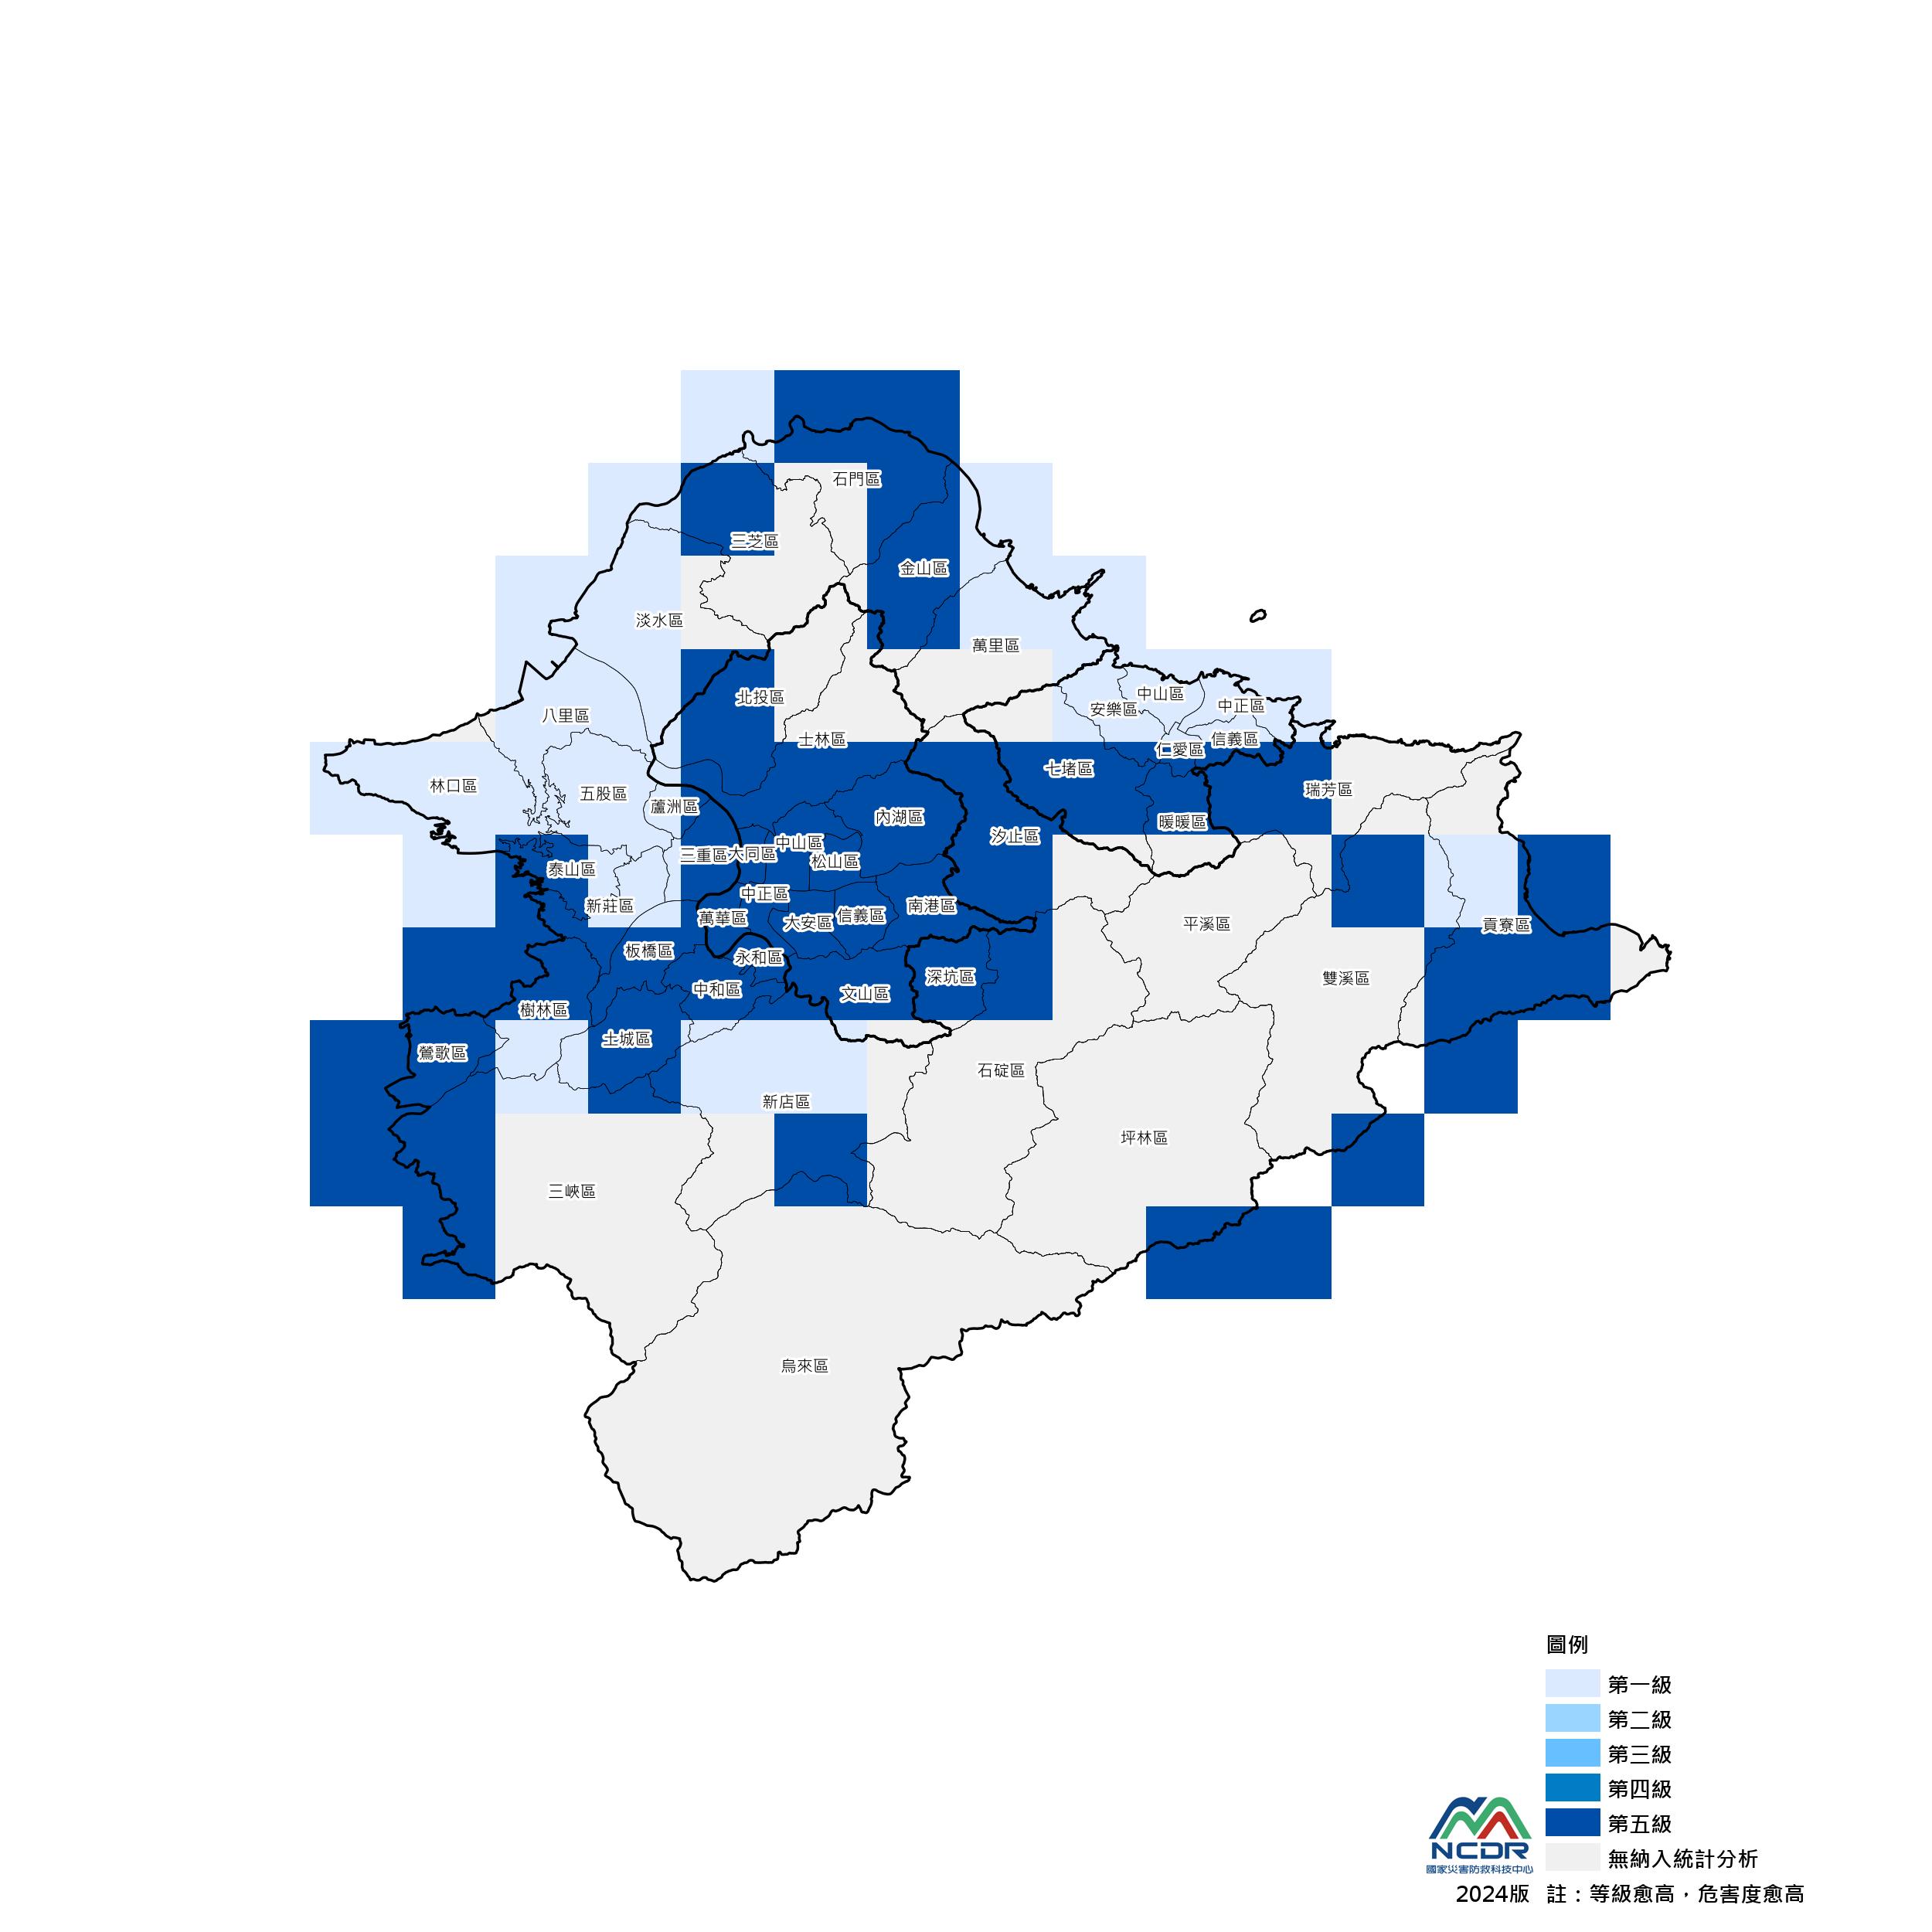 石門區
三芝區
金山區
淡水區
萬里區
北投區
中山區
八里區
安樂區
中正區
士林區
信義區
仁愛區
七堵區
林口區
五股區
瑞芳區
蘆洲區
內湖區
暖暖區
汐止區
中山區
三重區
大同區
松山區
泰山區
中正區
新莊區
南港區
萬華區
大安區
信義區
平溪區
貢寮區
板橋區
永和區
深坑區
雙溪區
中和區
文山區
樹林區
土城區
鶯歌區
石碇區
新店區
坪林區
三峽區
烏來區
圖例
第一級
第二級
第三級
第四級
第五級
無納入統計分析
NCDR
國家災害防救科技中心
2024版 註：等級愈高，危害度愈高